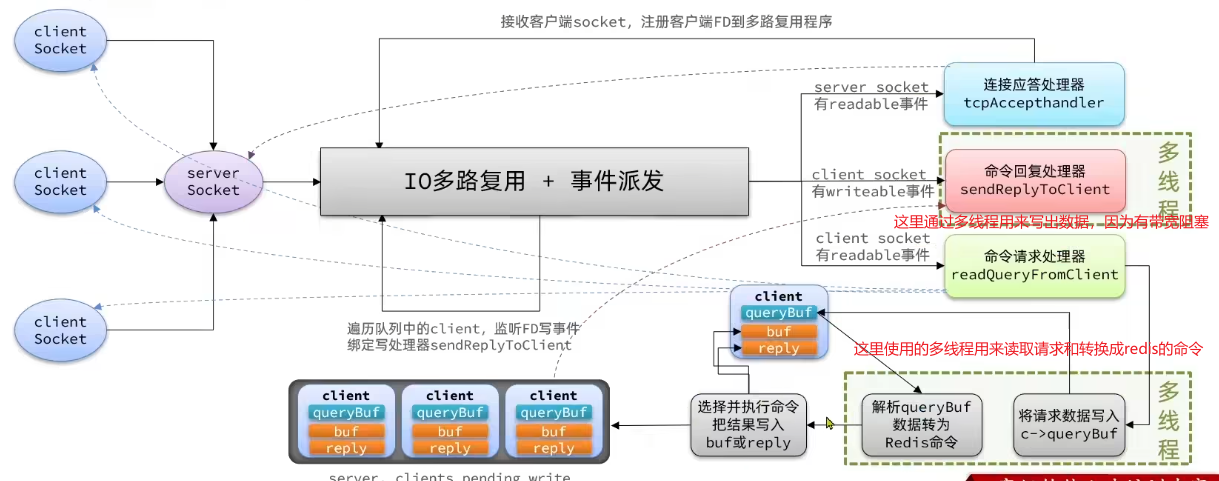 接收客户端socket，注册客户端FD到多路复用程序
client
Socket
client
Socket
client
Socket
server
Socket
IO多路复用 + 事件派发
server socket
有readable事件
连接应答处理器
tcpAccepthandler
client socket
有writeable事件
命令回复处理器
sendReplyToClient
多
线
程
这里通过多线程用来写出数据，因为有带宽阻塞
client socket
有readable事件
命令请求处理器
readQueryFromClient
遍历队列中的client，监听FD写事件
绑定写处理器sendReplyToClient
client
queryBuf
buf
reply
这里使用的多线程用来读取请求和转换成redis的命令
client
queryBuf
buf
reply
client
queryBuf
buf
reply
client
queryBuf
buf
reply
选择并执行命令
把结果写入
buf或reply
解析queryBuf
数据转为
Redis命令
将请求数据写入
c->queryBuf
多
线
程
server. clients pending write